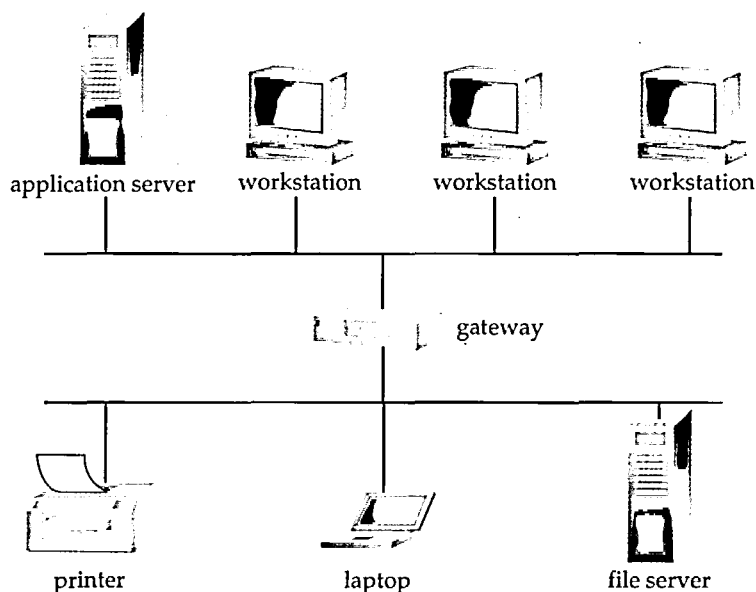 application server
workstation
workstation
workstation
gateway
printer
laptop
file server